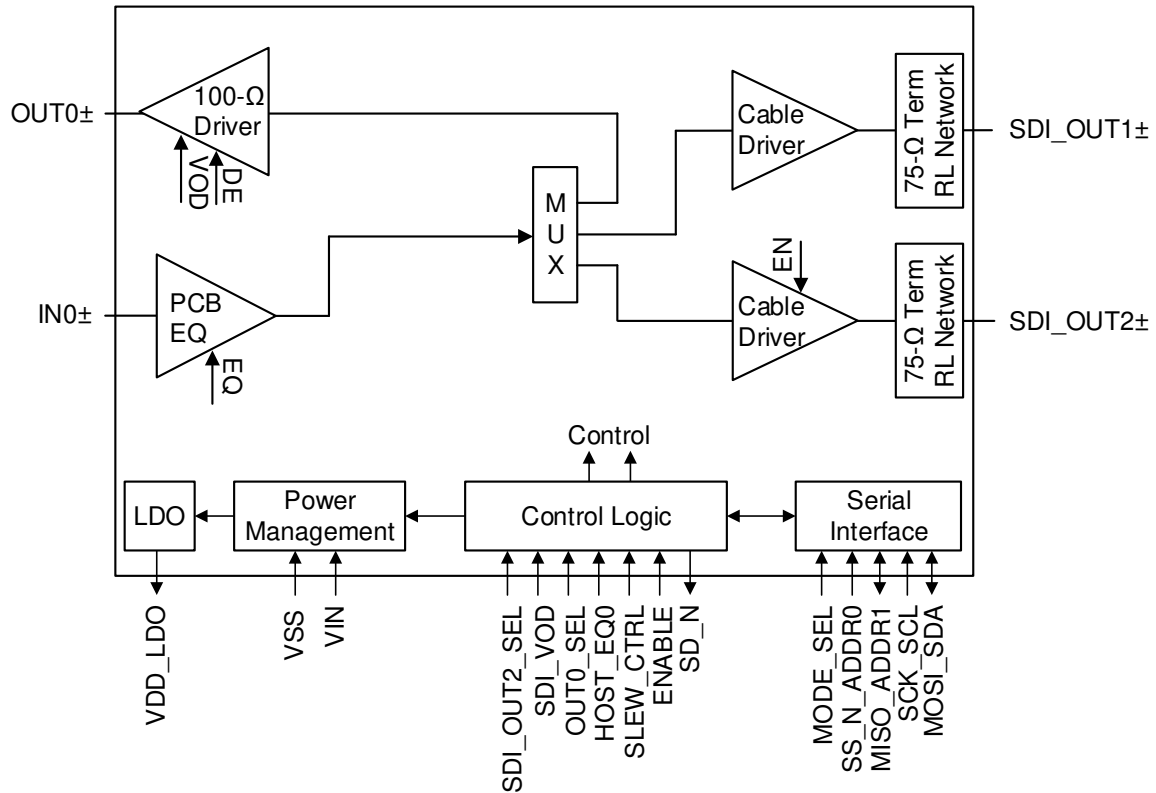 OUT0±
100-Ω
Driver
VOD
DE
IN0±
PCB
EQ
EQ
M
U
X
Cable
Driver
75-Ω Term
RL Network
SDI_OUT1±
EN
Cable
Driver
75-Ω Term
RL Network
SDI_OUT2±
Control
LDO
Power
Management
Control Logic
Serial
Interface
VDD_LDO
VSS
VIN
SDI_OUT2_SEL
SDI_VOD
OUT0_SEL
HOST_EQ0
SLEW_CTRL
ENABLE
SD_N
MODE_SEL
SS_N_ADDR0
MISO_ADDR1
SCK_SCL
MOSI_SDA